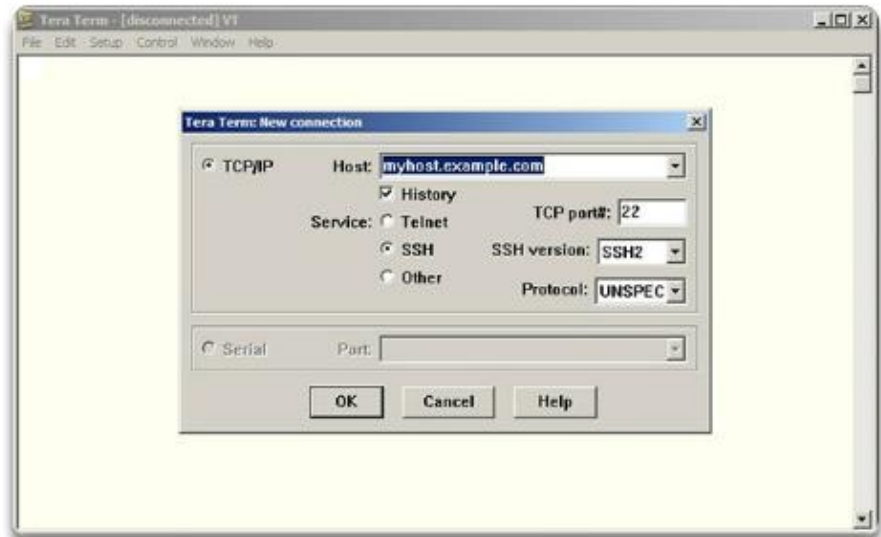 Tera Term - [disconnected] VT
File Edit Setup Control Window Help
Tera Term: New connection
TCP/IP Host: myhost.example.com
History
Service: Telnet TCP port#: 22
SSH SSH version: SSH2
Other Protocol: UNSPEC
Serial Port:
OK Cancel Help